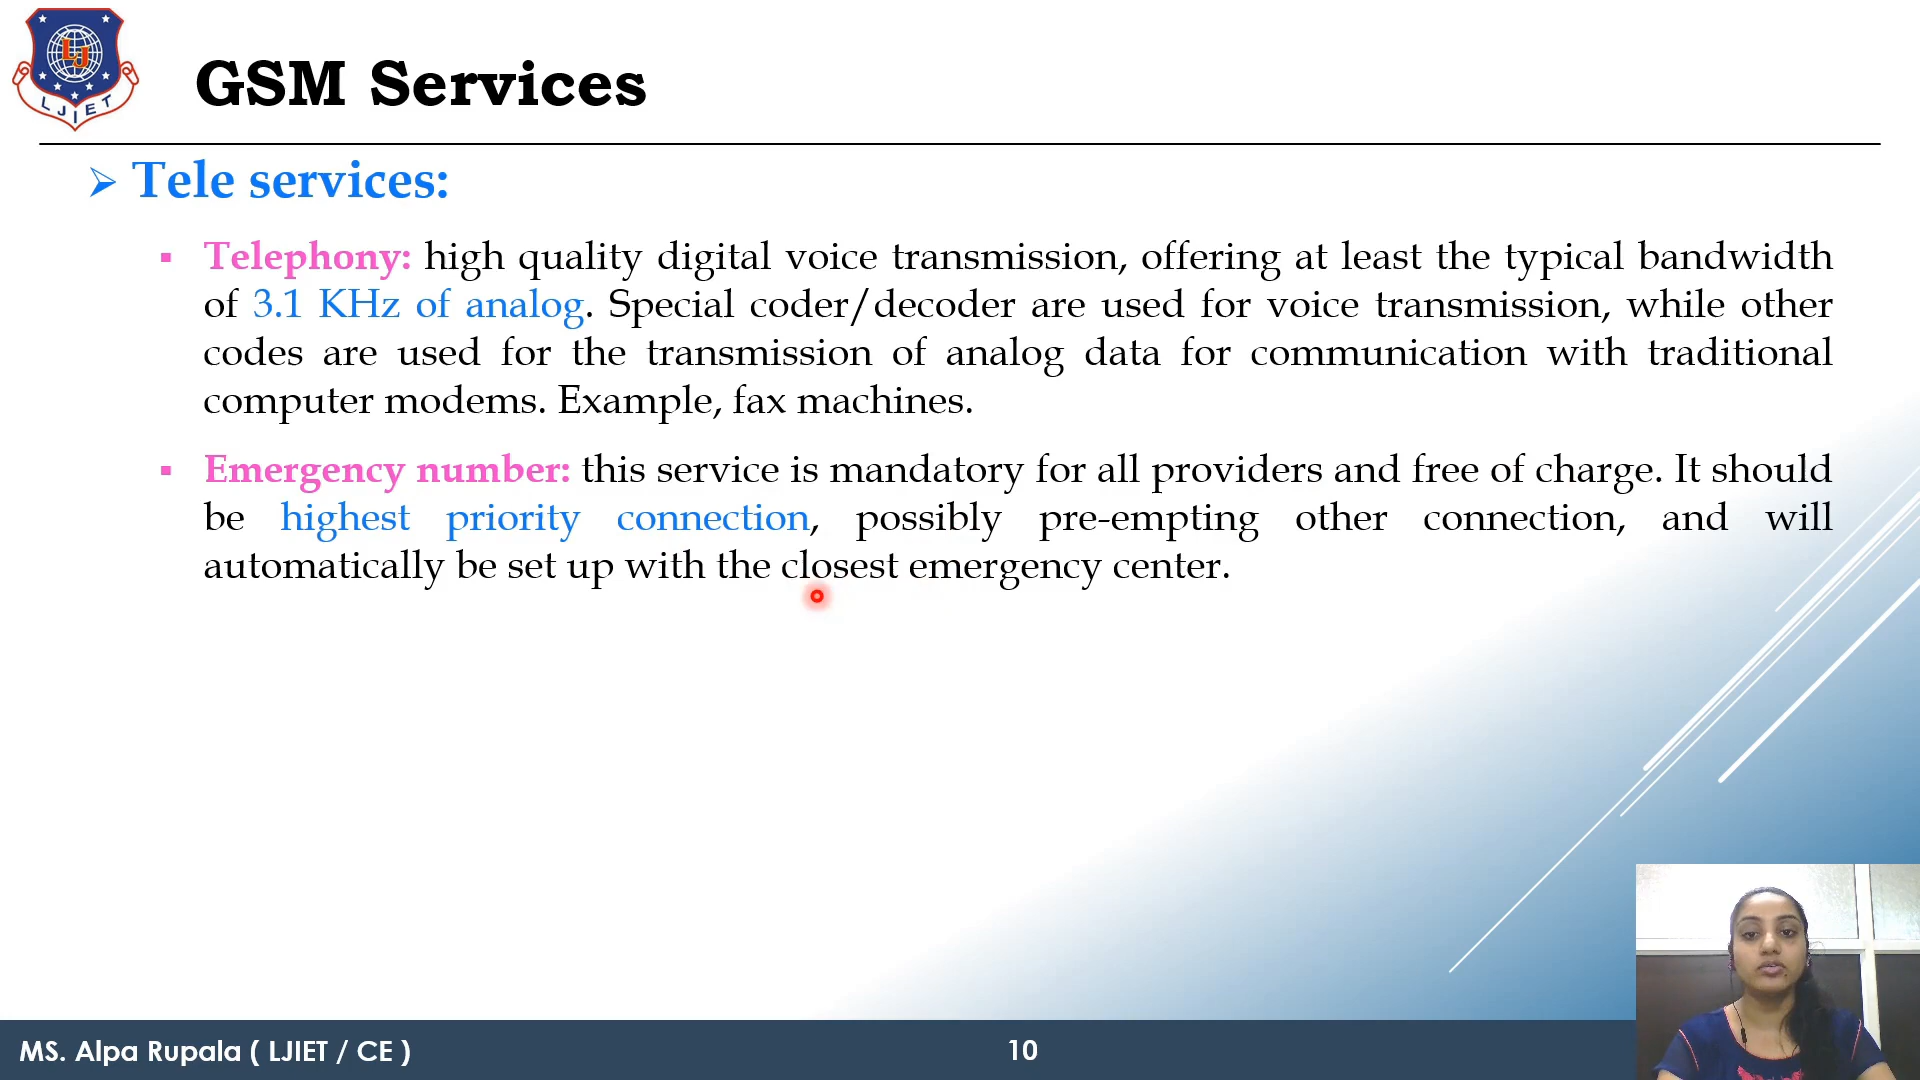 LJ
LJIET
GSM Services
➢ Tele services:
▪ Telephony: high quality digital voice transmission, offering at least the typical bandwidth
of 3.1 KHz of analog. Special coder/decoder are used for voice transmission, while other
codes are used for the transmission of analog data for communication with traditional
computer modems. Example, fax machines.
▪ Emergency number: this service is mandatory for all providers and free of charge. It should
be highest priority connection, possibly pre-empting other connection, and will
automatically be set up with the closest emergency center.
MS. Alpa Rupala ( LJIET / CE )
10